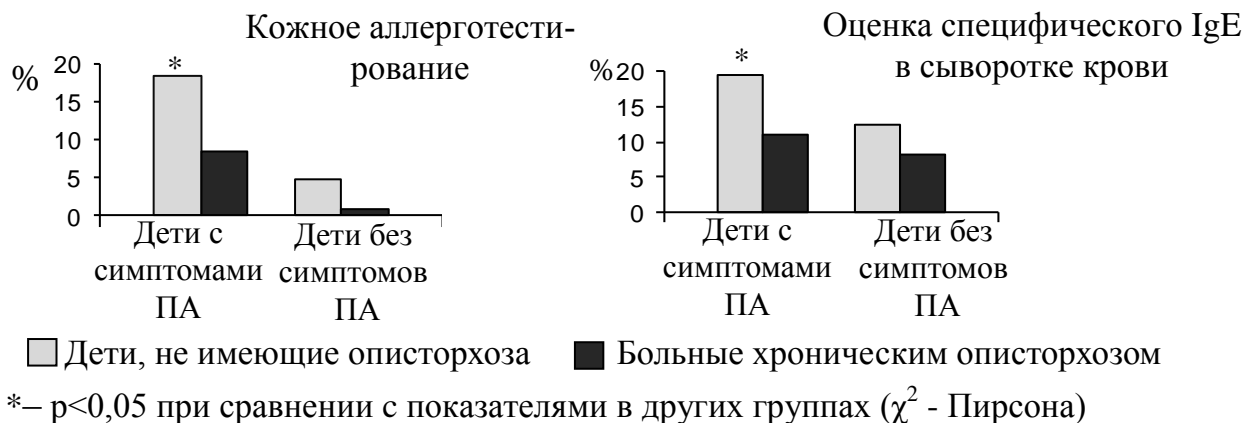 Кожное аллерготести-
рование
%
20
15
10
5
0
*
Дети с
симптомами
ПА
Дети без
симптомов
ПА
Оценка специфического IgE
в сыворотке крови
%
20
15
10
5
0
*
Дети с
симптомами
ПА
Дети без
симптомов
ПА
Дети, не имеющие описторхоза
Больные хроническим описторхозом
*– p<0,05 при сравнении с показателями в других группах (χ² - Пирсона)